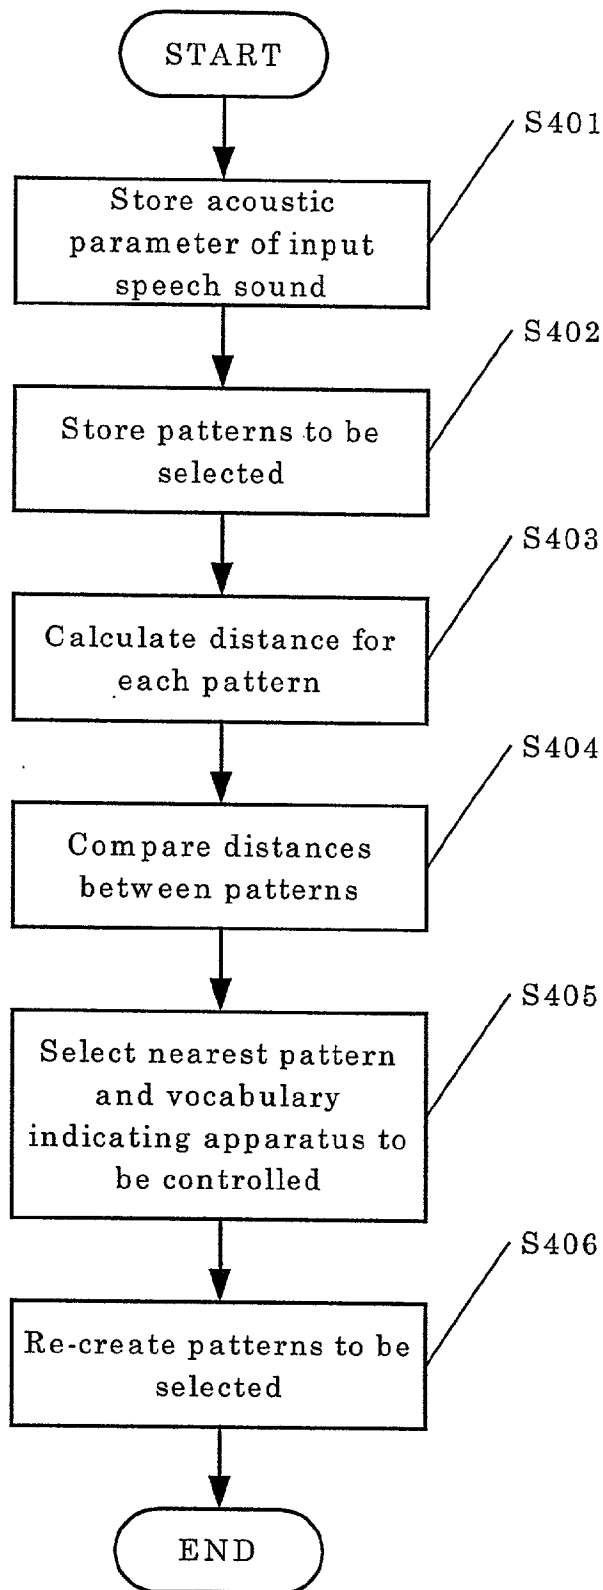 START
S401
Store acoustic
parameter of input
speech sound
S402
Store patterns to be
selected
S403
Calculate distance for
each pattern
S404
Compare distances
between patterns
S405
Select nearest pattern
and vocabulary
indicating apparatus to
be controlled
S406
Re-create patterns to be
selected
END